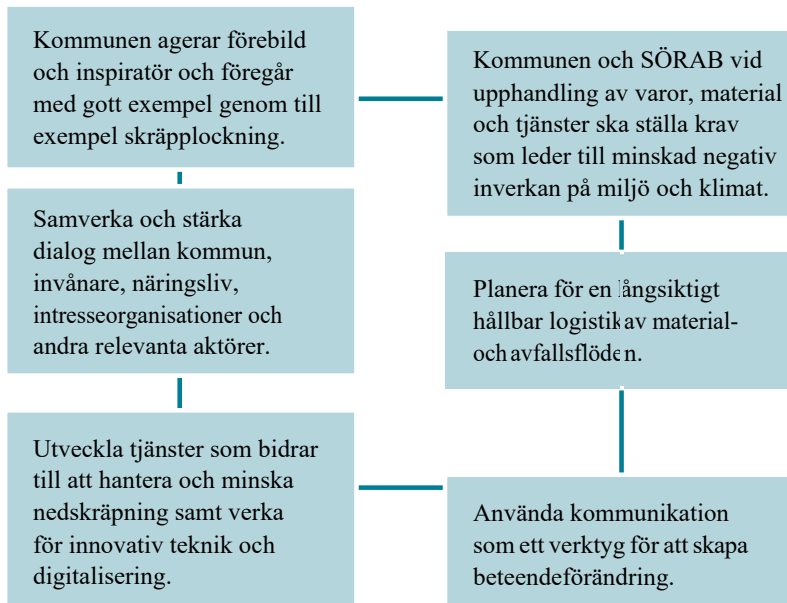 Kommunen agerar förebild
och inspiratör och föregår
med gott exempel genom till
exempel skräpplockning.
Kommunen och SÖRAB vid
upphandling av varor, material
och tjänster ska ställa krav
som leder till minskad negativ
inverkan på miljö och klimat.
Samverka och stärka
dialog mellan kommun,
invånare, näringsliv,
intresseorganisationer och
andra relevanta aktörer.
Planera för en långsiktigt
hållbar logistik av material-
och avfallsflöden.
Utveckla tjänster som bidrar
till att hantera och minska
nedskräpning samt verka
för innovativ teknik och
digitalisering.
Använda kommunikation
som ett verktyg för att skapa
beteendeförändring.